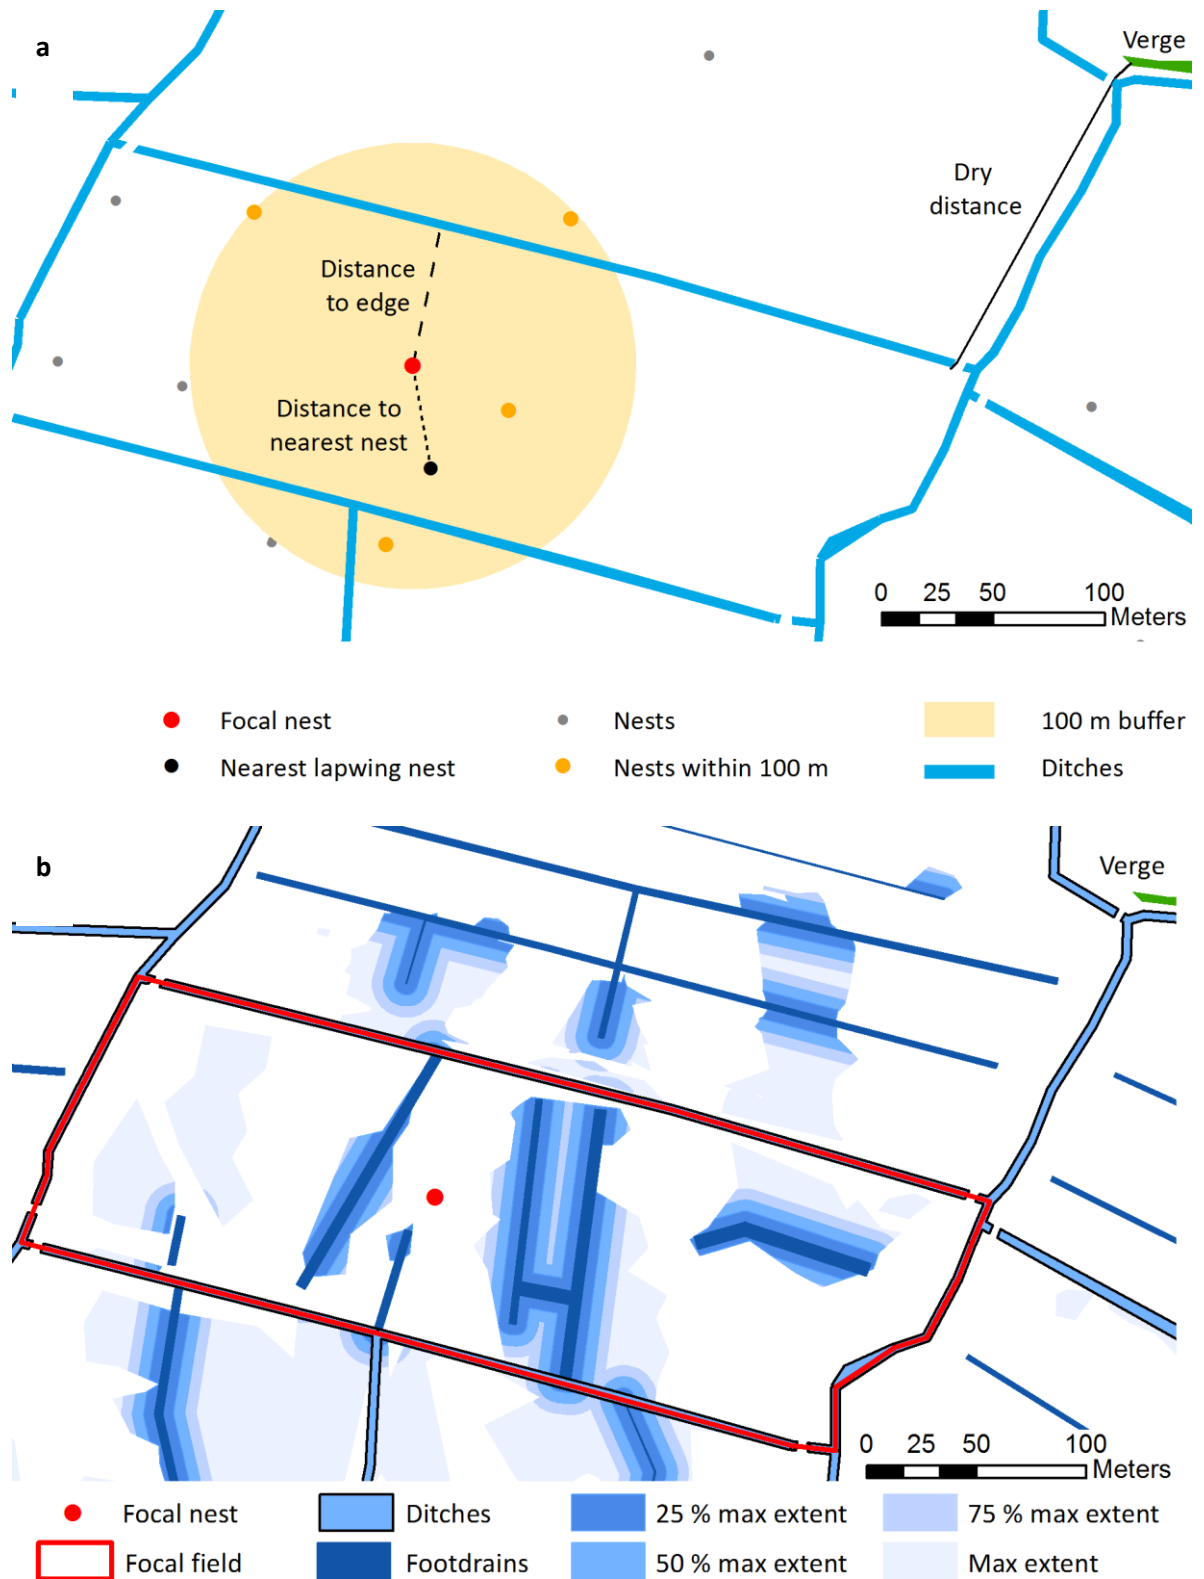 a
Verge
Dry
distance
Distance
to edge
Distance to
nearest nest
0 25 50 100
Meters
Focal nest
Nests
100 m buffer
Nearest lapwing nest
Nests within 100 m
Ditches
b
Verge
0 25 50 100
Meters
Focal nest
Ditches
25 % max extent
75 % max extent
Focal field
Footdrains
50 % max extent
Max extent